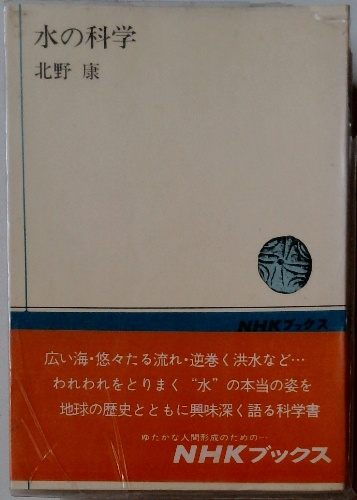 水の科学
北野 康
NHKブックス
広い海・悠々たる流れ・逆巻く洪水など…
われわれをとりまく“水”の本当の姿を
地球の歴史とともに興味深く語る科学書
ゆたかな人間形成のための…
NHKブックス